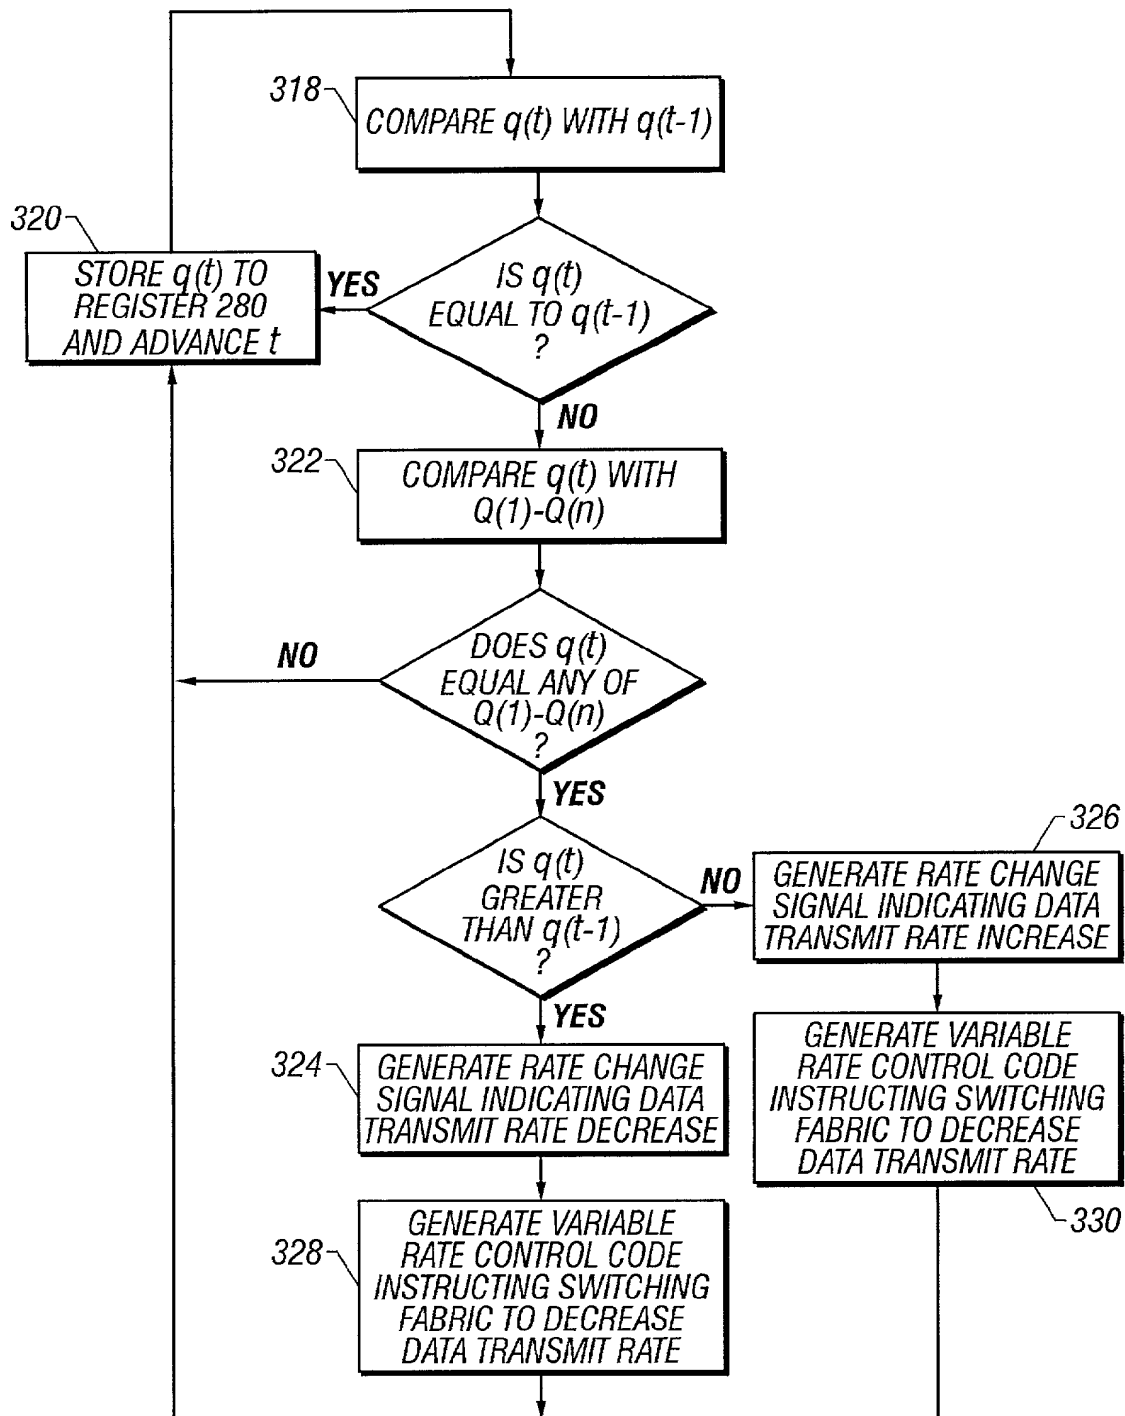 318
COMPARE q(t) WITH q(t-1)
320
STORE q(t) TO
REGISTER 280
AND ADVANCE t
YES
IS q(t)
EQUAL TO q(t-1)
?
NO
322
COMPARE q(t) WITH
Q(1)-Q(n)
NO
DOES q(t)
EQUAL ANY OF
Q(1)-Q(n)
?
YES
IS q(t)
GREATER
THAN q(t-1)
?
NO
326
GENERATE RATE CHANGE
SIGNAL INDICATING DATA
TRANSMIT RATE INCREASE
YES
324
GENERATE RATE CHANGE
SIGNAL INDICATING DATA
TRANSMIT RATE DECREASE
GENERATE VARIABLE
RATE CONTROL CODE
INSTRUCTING SWITCHING
FABRIC TO DECREASE
DATA TRANSMIT RATE
330
328
GENERATE VARIABLE
RATE CONTROL CODE
INSTRUCTING SWITCHING
FABRIC TO DECREASE
DATA TRANSMIT RATE